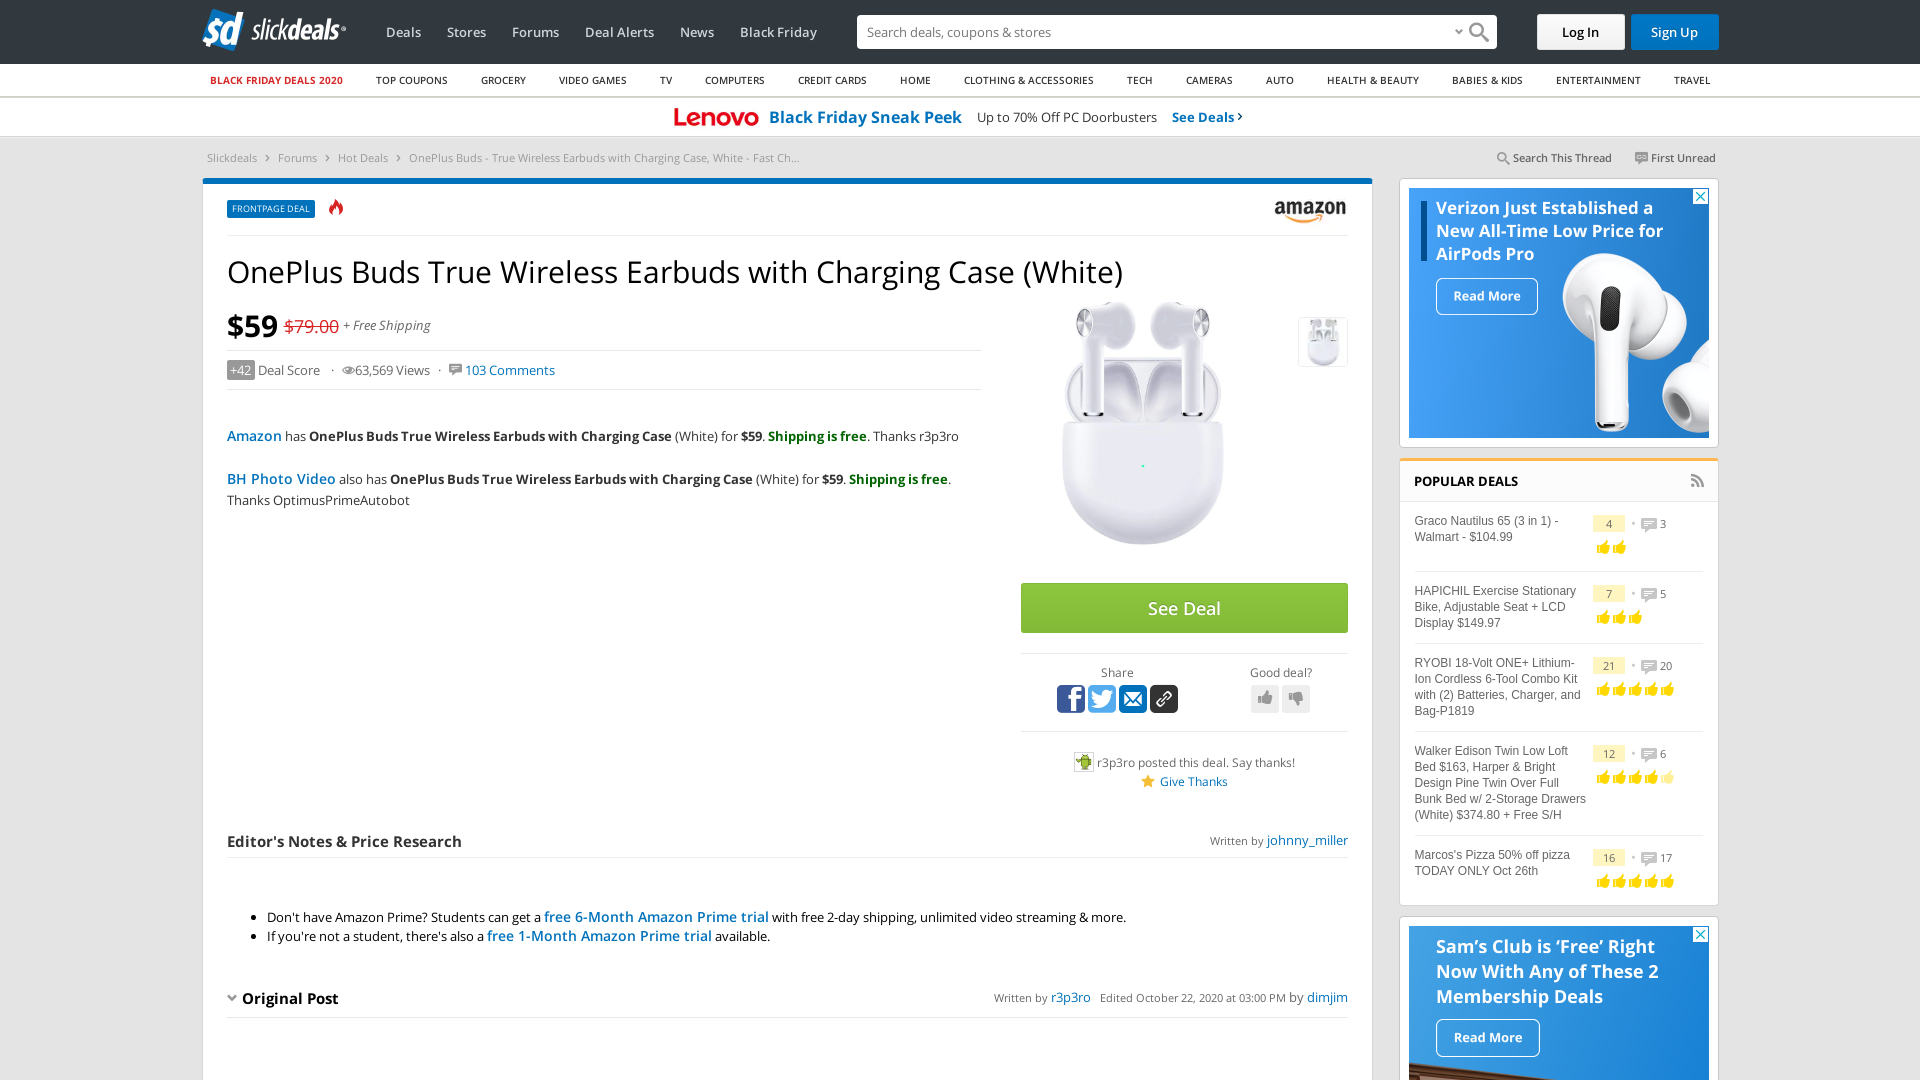 sd slickdeals
Deals
Stores
Forums
Deal Alerts
News
Black Friday
Search deals, coupons & stores
Log In
Sign Up
BLACK FRIDAY DEALS 2020
TOP COUPONS
GROCERY
VIDEO GAMES
TV
COMPUTERS
CREDIT CARDS
HOME
CLOTHING & ACCESSORIES
TECH
CAMERAS
AUTO
HEALTH & BEAUTY
BABIES & KIDS
ENTERTAINMENT
TRAVEL
Lenovo Black Friday Sneak Peek Up to 70% Off PC Doorbusters See Deals ›
Slickdeals › Forums › Hot Deals › OnePlus Buds - True Wireless Earbuds with Charging Case, White - Fast Ch...
Search This Thread
First Unread
FRONTPAGE DEAL
amazon
OnePlus Buds True Wireless Earbuds with Charging Case (White)
$59 $79.00 + Free Shipping
+42 Deal Score · 63,569 Views · 103 Comments
Amazon has OnePlus Buds True Wireless Earbuds with Charging Case (White) for $59. Shipping is free. Thanks r3p3ro
BH Photo Video also has OnePlus Buds True Wireless Earbuds with Charging Case (White) for $59. Shipping is free.
Thanks OptimusPrimeAutobot
See Deal
Share
Good deal?
r3p3ro posted this deal. Say thanks!
Give Thanks
Editor's Notes & Price Research
Written by johnny_miller
• Don't have Amazon Prime? Students can get a free 6-Month Amazon Prime trial with free 2-day shipping, unlimited video streaming & more.
• If you're not a student, there's also a free 1-Month Amazon Prime trial available.
Original Post
Written by r3p3ro Edited October 22, 2020 at 03:00 PM by dimjim
Verizon Just Established a
New All-Time Low Price for
AirPods Pro
Read More
POPULAR DEALS
Graco Nautilus 65 (3 in 1) -
Walmart - $104.99
4 • 3
HAPICHIL Exercise Stationary
Bike, Adjustable Seat + LCD
Display $149.97
7 • 5
RYOBI 18-Volt ONE+ Lithium-
Ion Cordless 6-Tool Combo Kit
with (2) Batteries, Charger, and
Bag-P1819
21 • 20
Walker Edison Twin Low Loft
Bed $163, Harper & Bright
Design Pine Twin Over Full
Bunk Bed w/ 2-Storage Drawers
(White) $374.80 + Free S/H
12 • 6
Marcos's Pizza 50% off pizza
TODAY ONLY Oct 26th
16 • 17
Sam's Club is 'Free' Right
Now With Any of These 2
Membership Deals
Read More